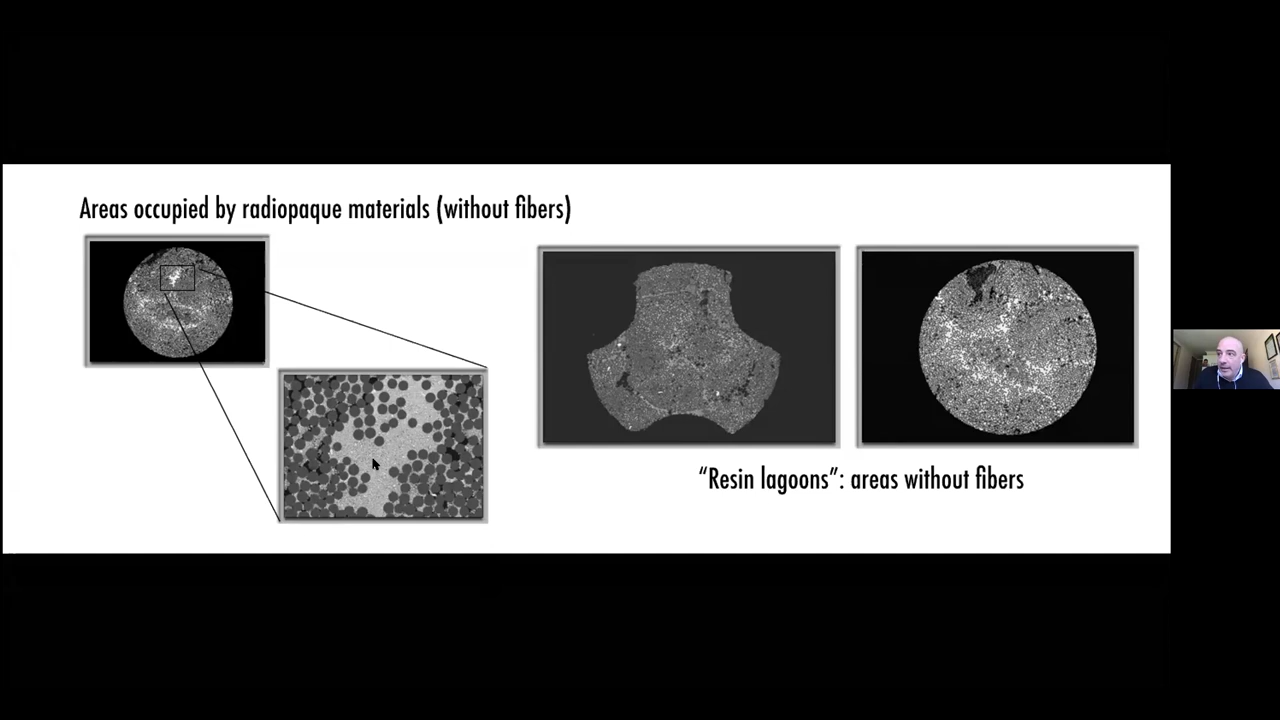 Areas occupied by radiopaque materials (without fibers)
“Resin lagoons”: areas without fibers